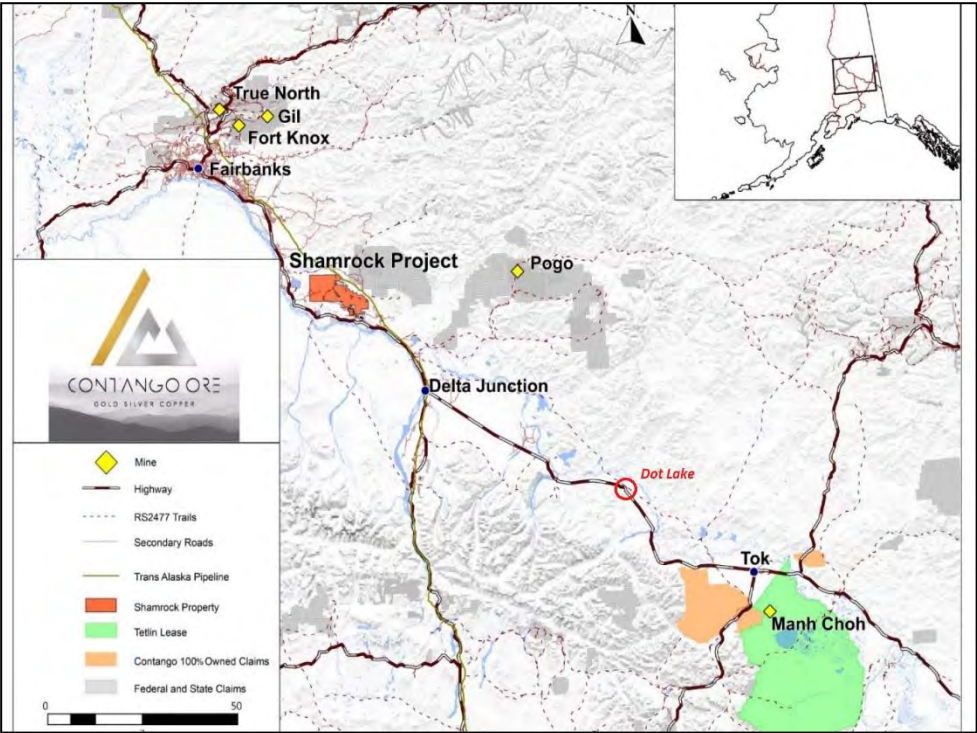 N
True North
Gil
Fort Knox
Fairbanks
Shamrock Project
Pogo
Delta Junction
Dot Lake
Tok
Manh Choh
CONTANGO ORE
GOLD SILVER COPPER
Mine
Highway
RS2477 Trails
Secondary Roads
Trans Alaska Pipeline
Shamrock Property
Tetlin Lease
Contango 100% Owned Claims
Federal and State Claims
0 50